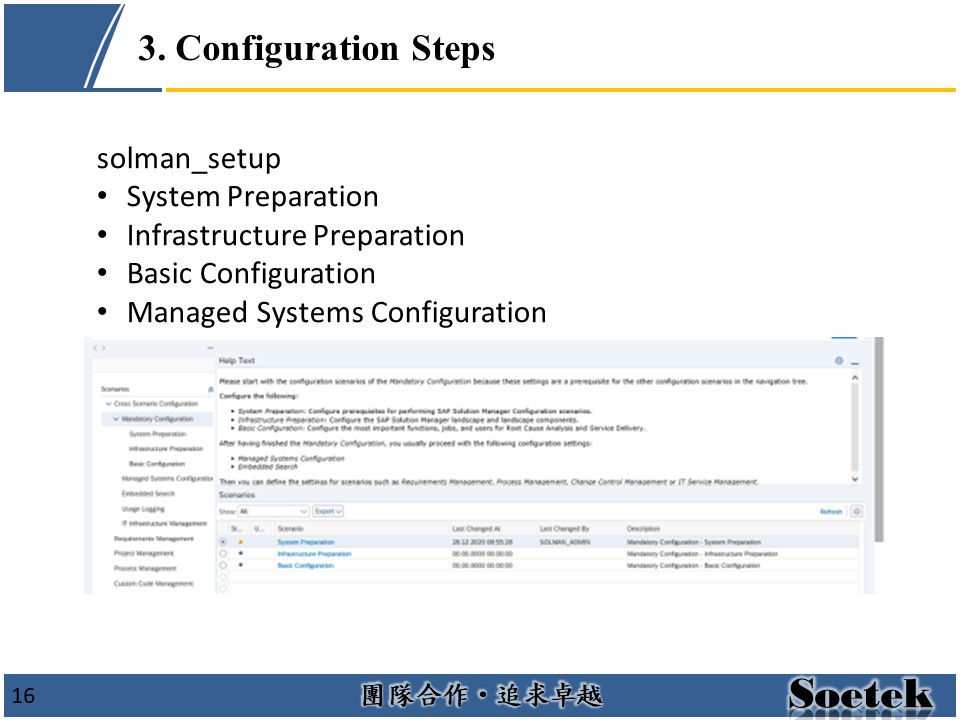 3. Configuration Steps
solman_setup
• System Preparation
• Infrastructure Preparation
• Basic Configuration
• Managed Systems Configuration
Help Text
Please start with the configuration scenarios of the Mandatory Configuration because these settings are a prerequisite for the other configuration scenarios in the navigation tree.
Configure the following:
• System Preparation: Configure prerequisites for performing SAP Solution Manager Configuration scenarios.
• Infrastructure Preparation: Configure the SAP Solution Manager landscape and landscape components.
• Basic Configuration: Configure the most important functions, jobs, and users for Root Cause Analysis and Service Delivery.
After having finished the Mandatory Configuration, you usually proceed with the following configuration settings:
• Managed Systems Configuration
• Embedded Search
Then you can define the settings for scenarios such as Requirements Management, Process Management, Change Control Management or IT Service Management.
Scenarios
Cross Scenario Configuration
Mandatory Configuration
System Preparation
Infrastructure Preparation
Basic Configuration
Managed Systems Configuration
Embedded Search
Usage Logging
IT Infrastructure Management
Requirements Management
Project Management
Process Management
Custom Code Management
Scenarios
Show: All Export Refresh
St... U... Scenario Last Changed At Last Changed By Description
System Preparation 28.12.2020 08:55:28 SOLMAN_ADMIN Mandatory Configuration - System Preparation
Infrastructure Preparation 00.00.0000 00:00:00 Mandatory Configuration - Infrastructure Preparation
Basic Configuration 00.00.0000 00:00:00 Mandatory Configuration - Basic Configuration
16
團隊合作・追求卓越
Soetek